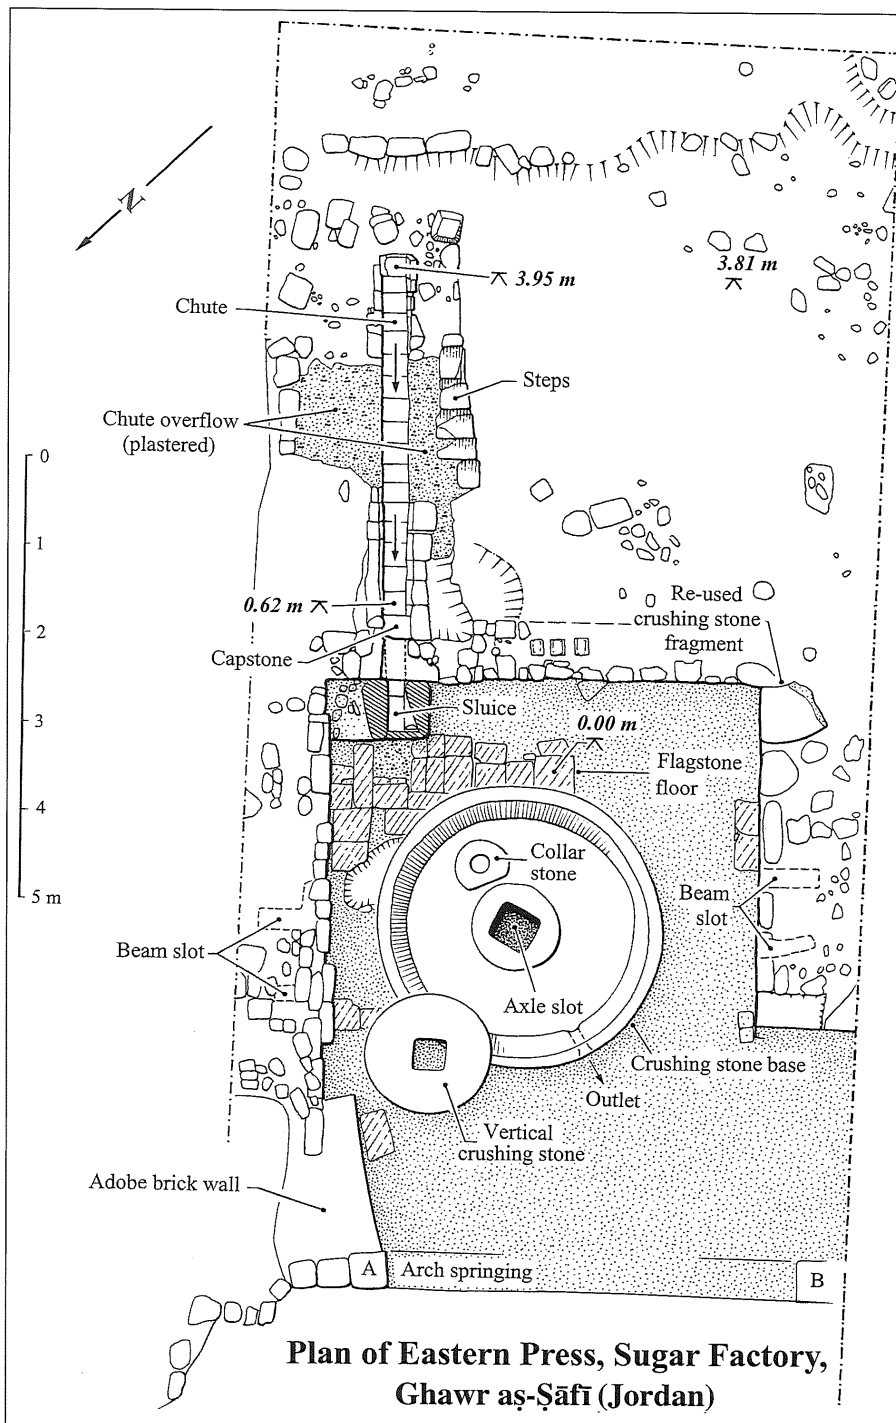 N
3.95 m
3.81 m
Chute
Steps
Chute overflow
(plastered)
0
1
2
3
4
5 m
0.62 m
Re-used
crushing stone
fragment
Capstone
Sluice
0.00 m
Flagstone
floor
Collar
stone
Beam
slot
Beam slot
Axle slot
Crushing stone base
Outlet
Vertical
crushing stone
Adobe brick wall
A
Arch springing
B
Plan of Eastern Press, Sugar Factory,
Ghawr aṣ-Ṣāfī (Jordan)